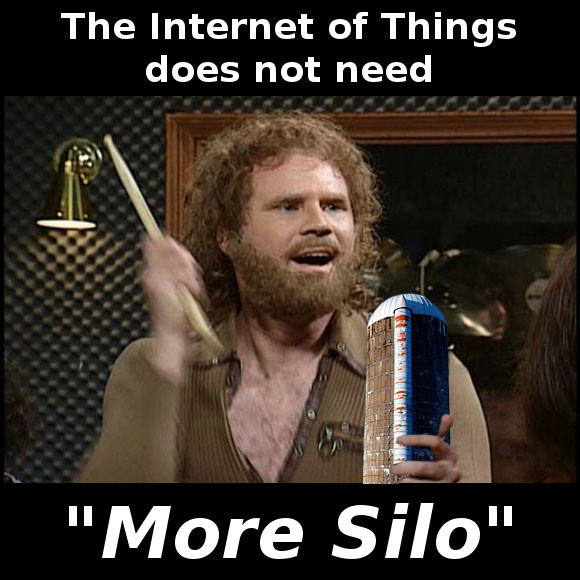 The Internet of Things
does not need
"More Silo"